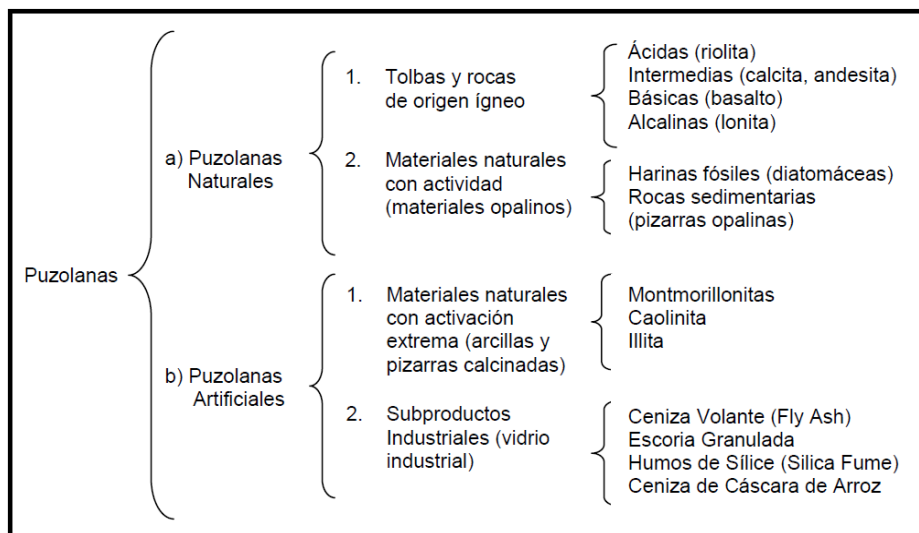 Puzolanas
a) Puzolanas
Naturales
1. Tolbas y rocas
de origen ígneo
Ácidas (riolita)
Intermedias (calcita, andesita)
Básicas (basalto)
Alcalinas (lonita)
2. Materiales naturales
con actividad
(materiales opalinos)
Harinas fósiles (diatomáceas)
Rocas sedimentarias
(pizarras opalinas)
b) Puzolanas
Artificiales
1. Materiales naturales
con activación
extrema (arcillas y
pizarras calcinadas)
Montmorillonitas
Caolinita
Illita
2. Subproductos
Industriales (vidrio
industrial)
Ceniza Volante (Fly Ash)
Escoria Granulada
Humos de Sílice (Silica Fume)
Ceniza de Cáscara de Arroz